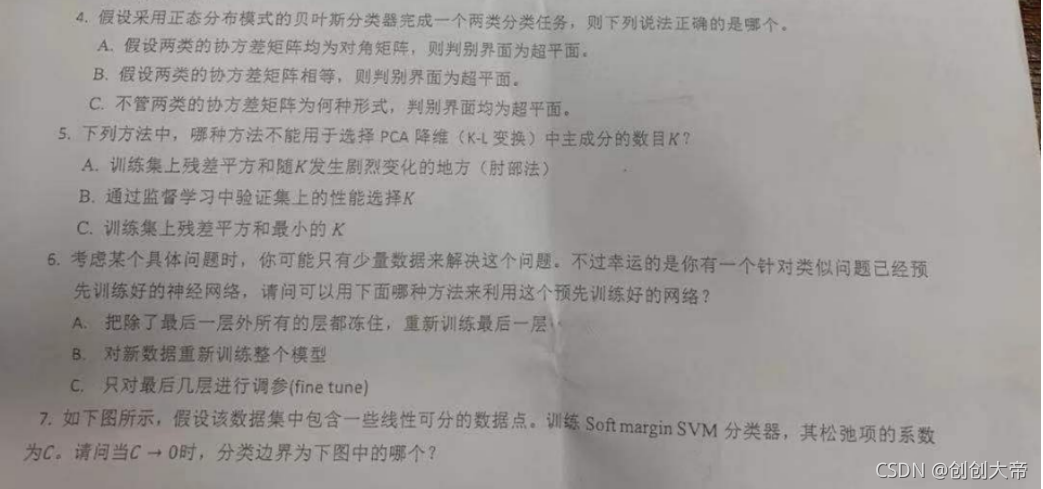 4. 假设采用正态分布模式的贝叶斯分类器完成一个两类分类任务，则下列说法正确的是哪个。
A. 假设两类的协方差矩阵均为对角矩阵，则判别界面为超平面。
B. 假设两类的协方差矩阵相等，则判别界面为超平面。
C. 不管两类的协方差矩阵为何种形式，判别界面均为超平面。
5. 下列方法中，哪种方法不能用于选择 PCA 降维（K-L 变换）中主成分的数目K？
A. 训练集上残差平方和随K发生剧烈变化的地方（肘部法）
B. 通过监督学习中验证集上的性能选择K
C. 训练集上残差平方和最小的 K
6. 考虑某个具体问题时，你可能只有少量数据来解决这个问题。不过幸运的是你有一个针对类似问题已经预
先训练好的神经网络，请问可以用下面哪种方法来利用这个预先训练好的网络？
A. 把除了最后一层外所有的层都冻住，重新训练最后一层
B. 对新数据重新训练整个模型
C. 只对最后几层进行调参(fine tune)
7. 如下图所示，假设该数据集中包含一些线性可分的数据点。训练 Soft margin SVM 分类器，其松弛项的系数
为C。请问当C → 0时，分类边界为下图中的哪个？
CSDN @创创大帝